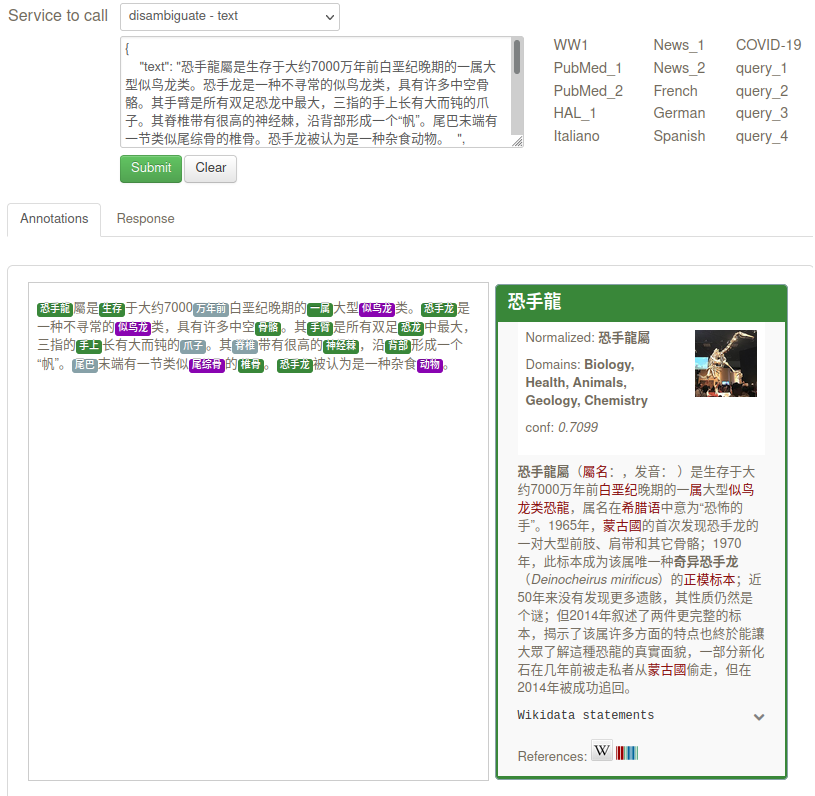 Service to call
disambiguate - text
{
"text": "恐手龍屬是生存于大约7000万年前白垩纪晚期的一属大
型似鸟龙类。恐手龙是一种不寻常的似鸟龙类，具有许多中空骨
骼。其手臂是所有双足恐龙中最大，三指的手上长有大而钝的爪
子。其脊椎带有很高的神经棘，沿背部形成一个“帆”。尾巴末端有
一节类似尾综骨的椎骨。恐手龙被认为是一种杂食动物。 ",
WW1 News_1 COVID-19
PubMed_1 News_2 query_1
PubMed_2 French query_2
HAL_1 German query_3
Italiano Spanish query_4
Submit Clear
Annotations Response
恐手龍屬是生存于大约7000万年前白垩纪晚期的一属大型似鸟龙类。恐手龙是
一种不寻常的似鸟龙类，具有许多中空骨骼。其手臂是所有双足恐龙中最大，
三指的手上长有大而钝的爪子。其脊椎带有很高的神经棘，沿背部形成一个
“帆”。尾巴末端有一节类似尾综骨的椎骨。恐手龙被认为是一种杂食动物。
恐手龍
Normalized: 恐手龍屬
Domains: Biology,
Health, Animals,
Geology, Chemistry
conf: 0.7099
恐手龍屬（屬名：，发音： ）是生存于大
约7000万年前白垩纪晚期的一属大型似鸟
龙类恐龍，属名在希腊语中意为“恐怖的
手”。1965年，蒙古國的首次发现恐手龙的
一对大型前肢、肩带和其它骨骼；1970
年，此标本成为该属唯一种奇异恐手龙
（Deinocheirus mirificus）的正模标本；近
50年来没有发现更多遗骸，其性质仍然是
个谜；但2014年叙述了两件更完整的标
本，揭示了该属许多方面的特点也終於能讓
大眾了解這種恐龍的真實面貌，一部分新化
石在几年前被走私者从蒙古國偷走，但在
2014年被成功追回。
Wikidata statements
References: W